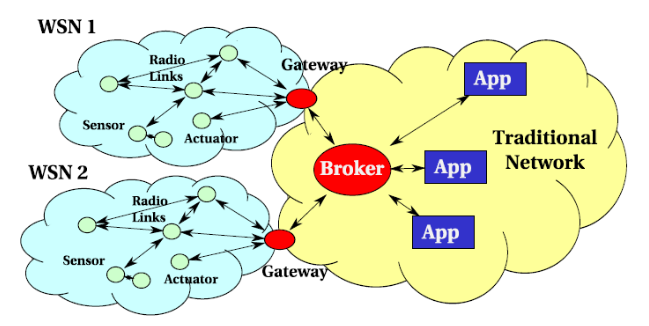 WSN 1
Radio
Links
Gateway
Sensor
Actuator
App
Traditional
Network
Broker
App
App
WSN 2
Radio
Links
Sensor
Actuator
Gateway